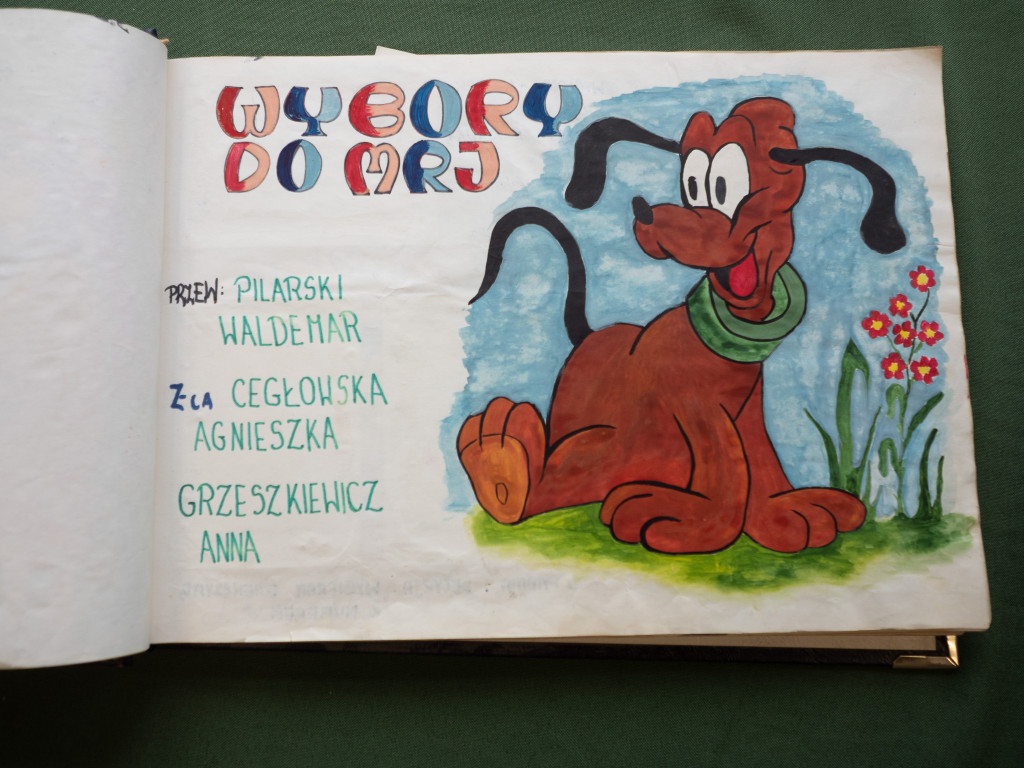 WYBORY
DO MRJ
PRZEW: PILARSKI
WALDEMAR
Z-CA CEGŁOWSKA
AGNIESZKA
GRZESZKIEWICZ
ANNA